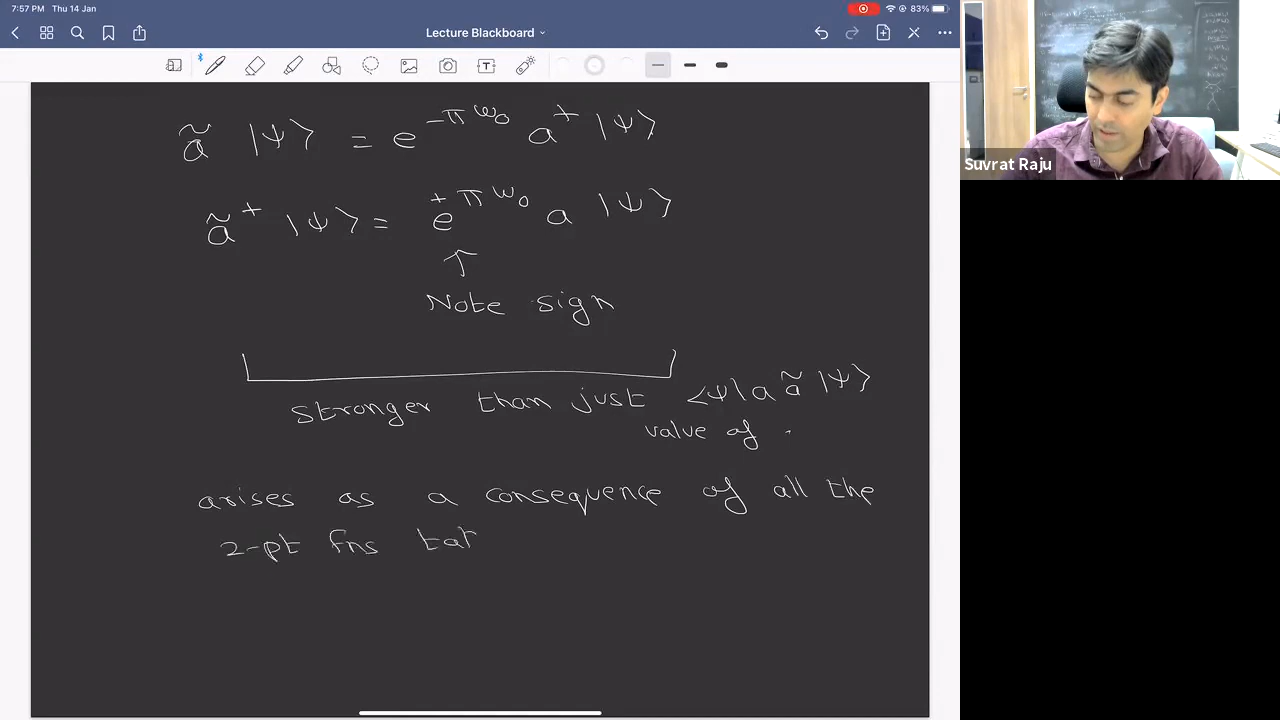 7:57 PM Thu 14 Jan
83%
Lecture Blackboard
ã |Ψ⟩ = e^{-πω₀} a† |Ψ⟩
ã† |Ψ⟩ = e^{+πω₀} a |Ψ⟩
↑
Note sign
Stronger than just ⟨Ψ| a ã |Ψ⟩
value of
arises as a consequence of all the
2-pt fns tat
Suvrat Raju